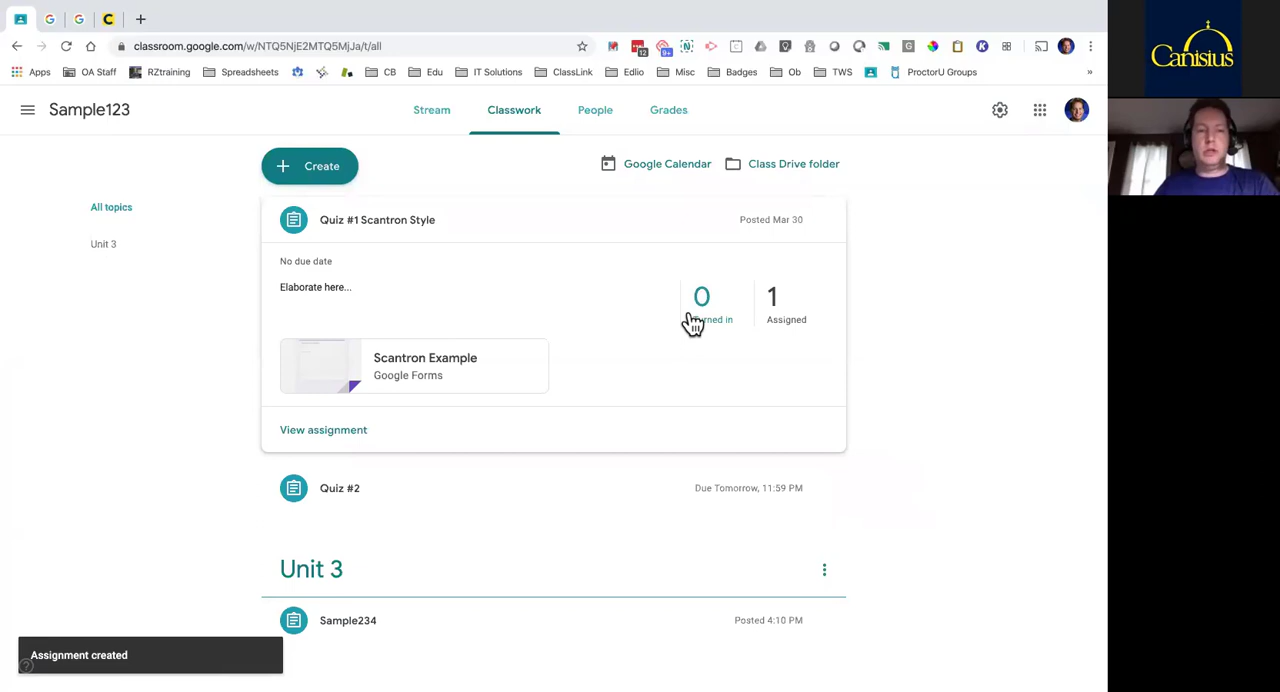 classroom.google.com/w/NTQ5NjE2MTQ5MjJa/t/all
Apps OA Staff RZtraining Spreadsheets CB Edu IT Solutions ClassLink Edlio Misc Badges Ob TWS ProctorU Groups »
Sample123 Stream Classwork People Grades
Create Google Calendar Class Drive folder
All topics
Unit 3
Quiz #1 Scantron Style Posted Mar 30
No due date
Elaborate here...
0 1
Turned in Assigned
Scantron Example
Google Forms
View assignment
Quiz #2 Due Tomorrow, 11:59 PM
Unit 3
Sample234 Posted 4:10 PM
Assignment created
Canisius